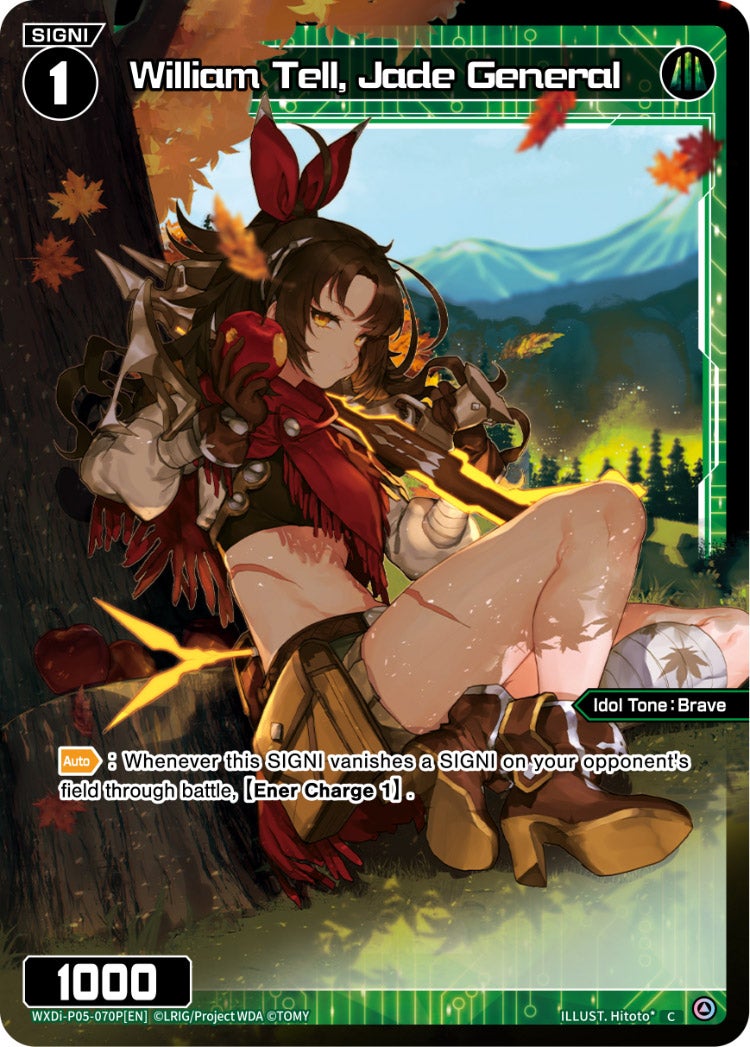 SIGNI
1
William Tell, Jade General
Idol Tone:Brave
Auto : Whenever this SIGNI vanishes a SIGNI on your opponent's
field through battle, 【Ener Charge 1】.
1000
WXDi-P05-070P[EN] ©LRIG/Project WDA ©TOMY
ILLUST. Hitoto* C